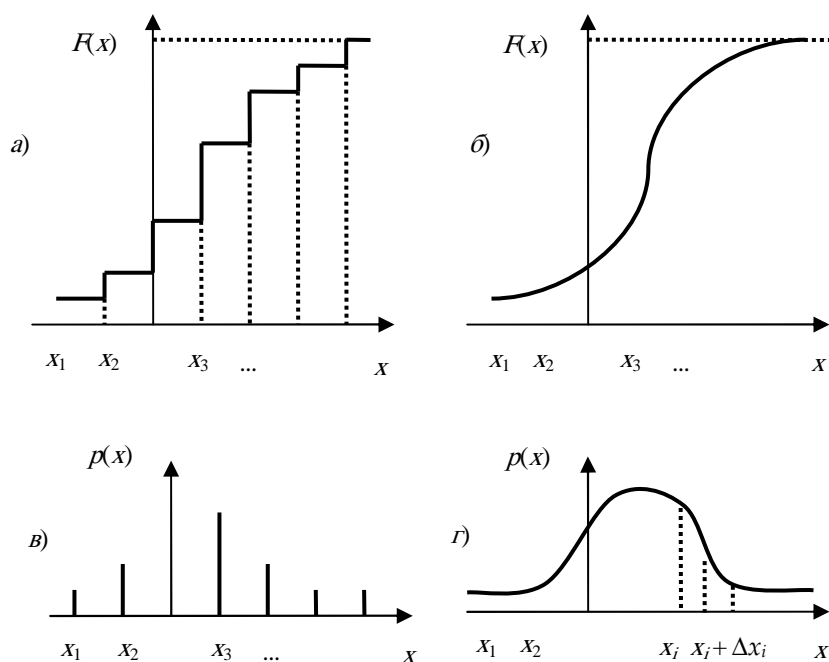 F(x)
F(x)
а)
б)
x₁ x₂ x₃ ... x
x₁ x₂ x₃ ... x
p(x)
p(x)
в)
г)
x₁ x₂ x₃ ... x
x₁ x₂ xᵢ xᵢ + Δxᵢ x